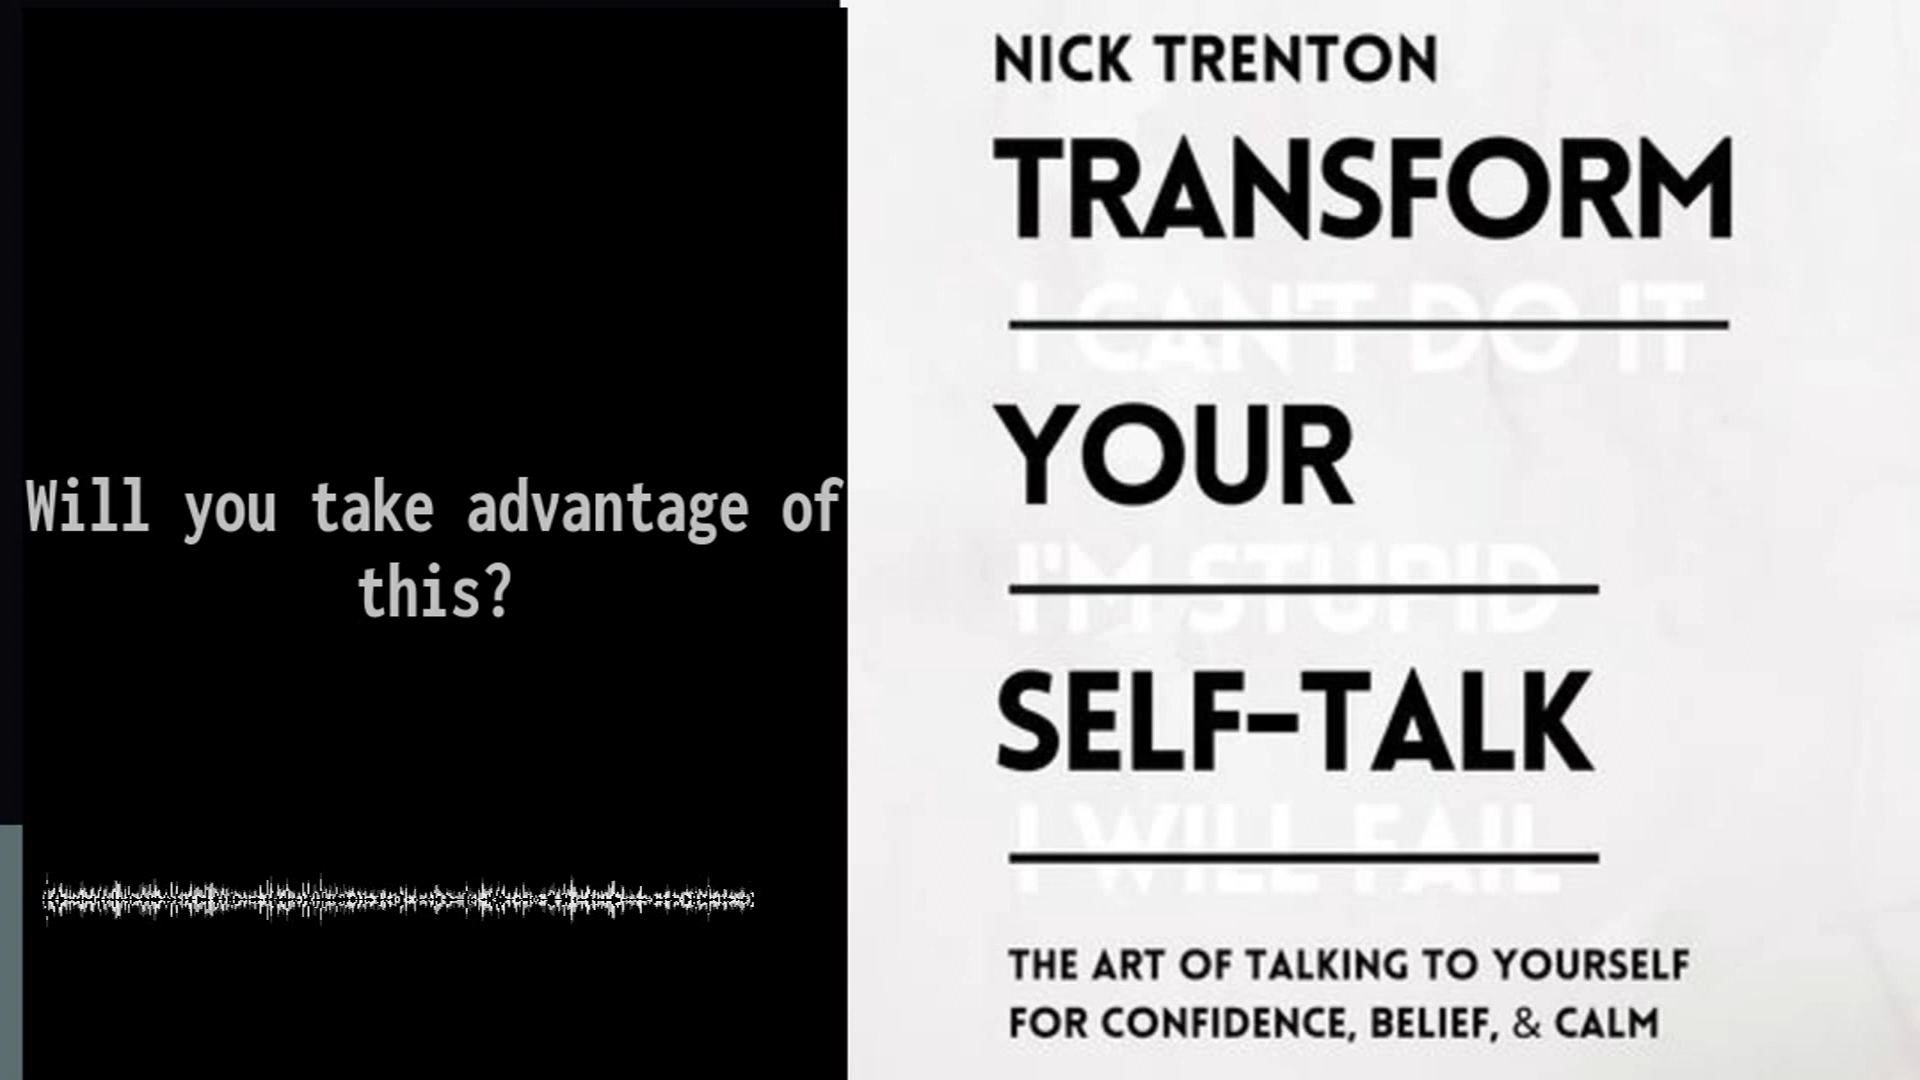 Will you take advantage of
this?
NICK TRENTON
TRANSFORM
I CAN'T DO IT
YOUR
I'M STUPID
SELF-TALK
I WILL FAIL
THE ART OF TALKING TO YOURSELF
FOR CONFIDENCE, BELIEF, & CALM